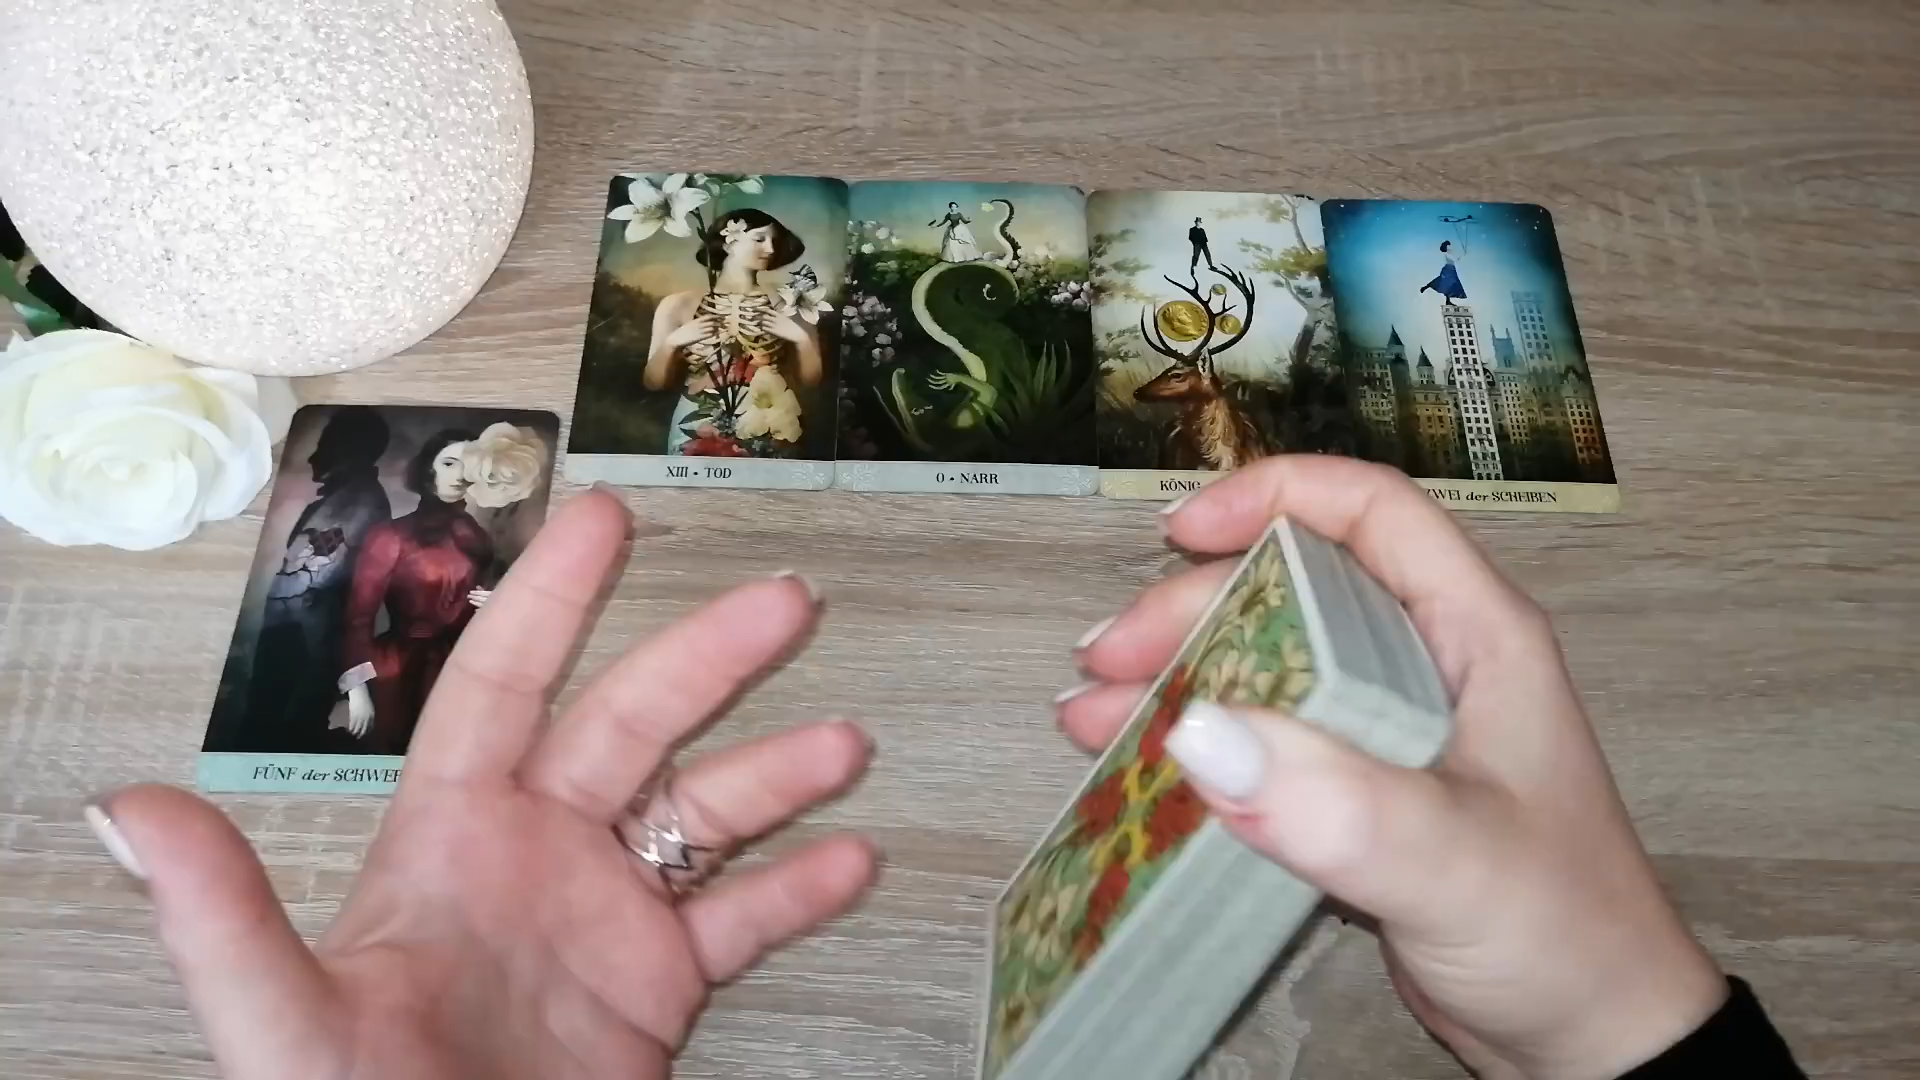 XIII • TOD
0 • NARR
KÖNIG
ZWEI der SCHEIBEN
FÜNF der SCHWER